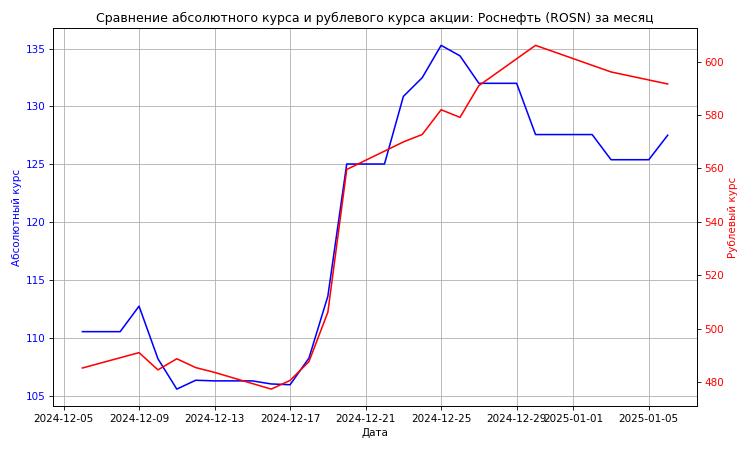 Сравнение абсолютного курса и рублевого курса акции: Роснефть (ROSN) за месяц
135
130
125
120
115
110
105
Абсолютный курс
600
580
560
540
520
500
480
Рублевый курс
2024-12-05 2024-12-09 2024-12-13 2024-12-17 2024-12-21 2024-12-25 2024-12-29 2025-01-01 2025-01-05
Дата